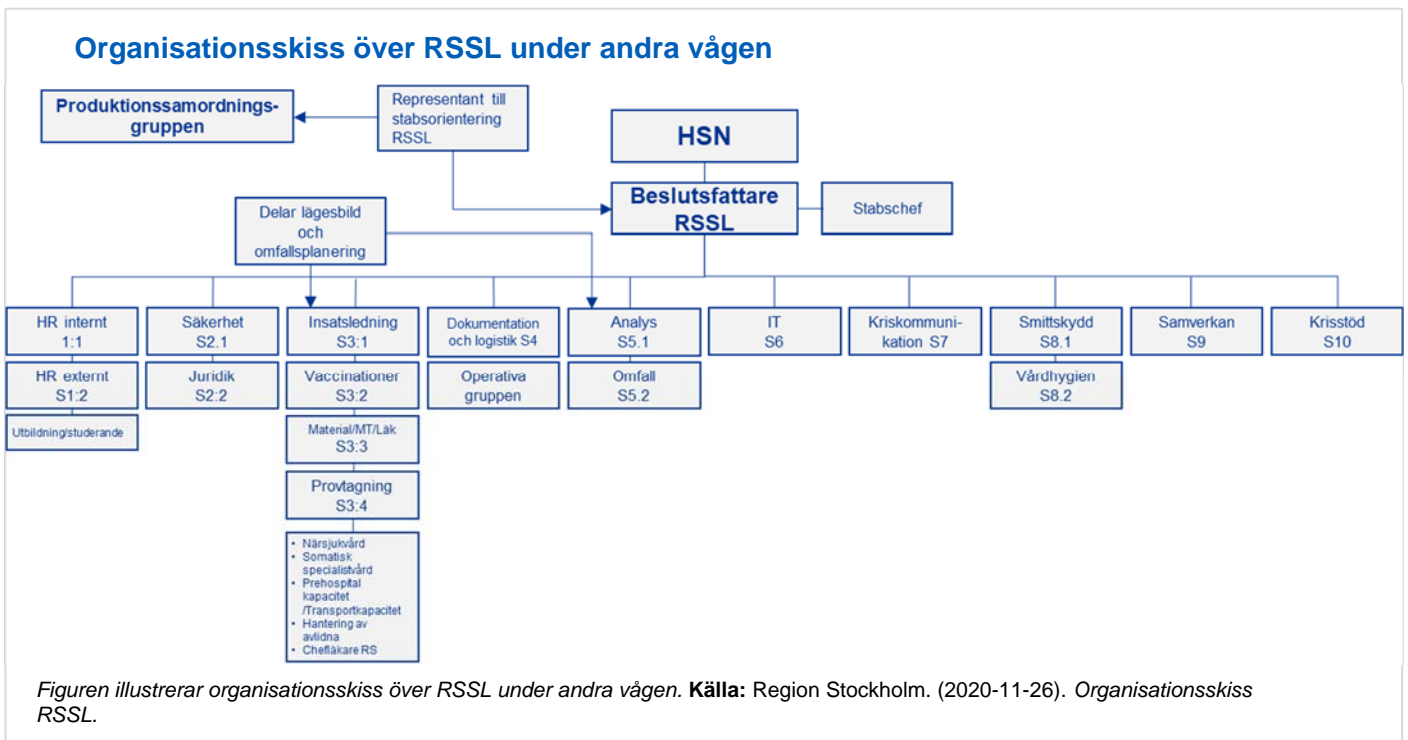 Organisationsskiss över RSSL under andra vågen
Produktionssamordnings-
gruppen
Representant till
stabsorientering
RSSL
HSN
Beslutsfattare
RSSL
Stabschef
Delar lägesbild
och
omfallsplanering
HR internt
1:1
Säkerhet
S2.1
Insatsledning
S3:1
Dokumentation
och logistik S4
Analys
S5.1
IT
S6
Kriskommuni-
kation S7
Smittskydd
S8.1
Samverkan
S9
Krisstöd
S10
HR externt
S1:2
Juridik
S2:2
Vaccinationer
S3:2
Operativa
gruppen
Omfall
S5.2
Vårdhygien
S8.2
Utbildning/studerande
Material/MT/Läk
S3:3
Provtagning
S3:4
• Närsjukvård
• Somatisk
specialistvård
• Prehospital
kapacitet
/Transportkapacitet
• Hantering av
avlidna
• Chefläkare RS
Figuren illustrerar organisationsskiss över RSSL under andra vågen. Källa: Region Stockholm. (2020-11-26). Organisationsskiss
RSSL.